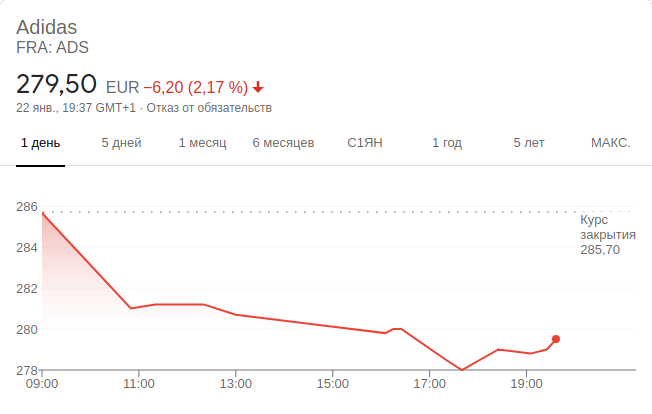 Adidas
FRA: ADS
279,50 EUR −6,20 (2,17 %)
22 янв., 19:37 GMT+1 · Отказ от обязательств
1 день 5 дней 1 месяц 6 месяцев С1ЯН 1 год 5 лет МАКС.
286
Курс
закрытия
285,70
284
282
280
278
09:00 11:00 13:00 15:00 17:00 19:00